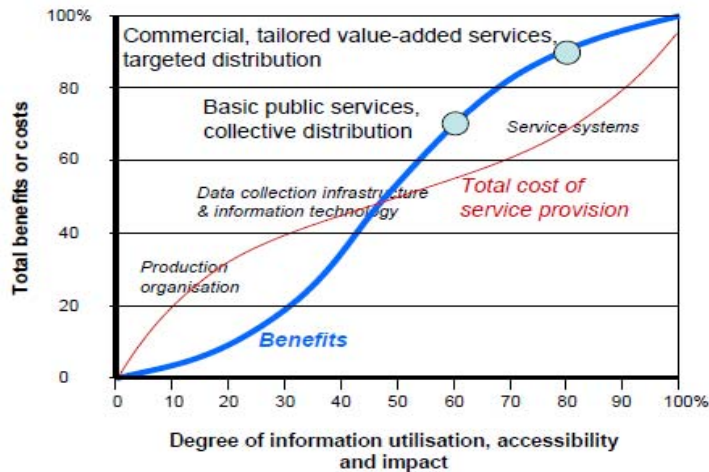 100%
Commercial, tailored value-added services,
targeted distribution
80
Basic public services,
collective distribution
Service systems
60
Data collection infrastructure
& information technology
Total cost of
service provision
40
Production
organisation
20
Benefits
0
Total benefits or costs
0 10 20 30 40 50 60 70 80 90 100%
Degree of information utilisation, accessibility
and impact